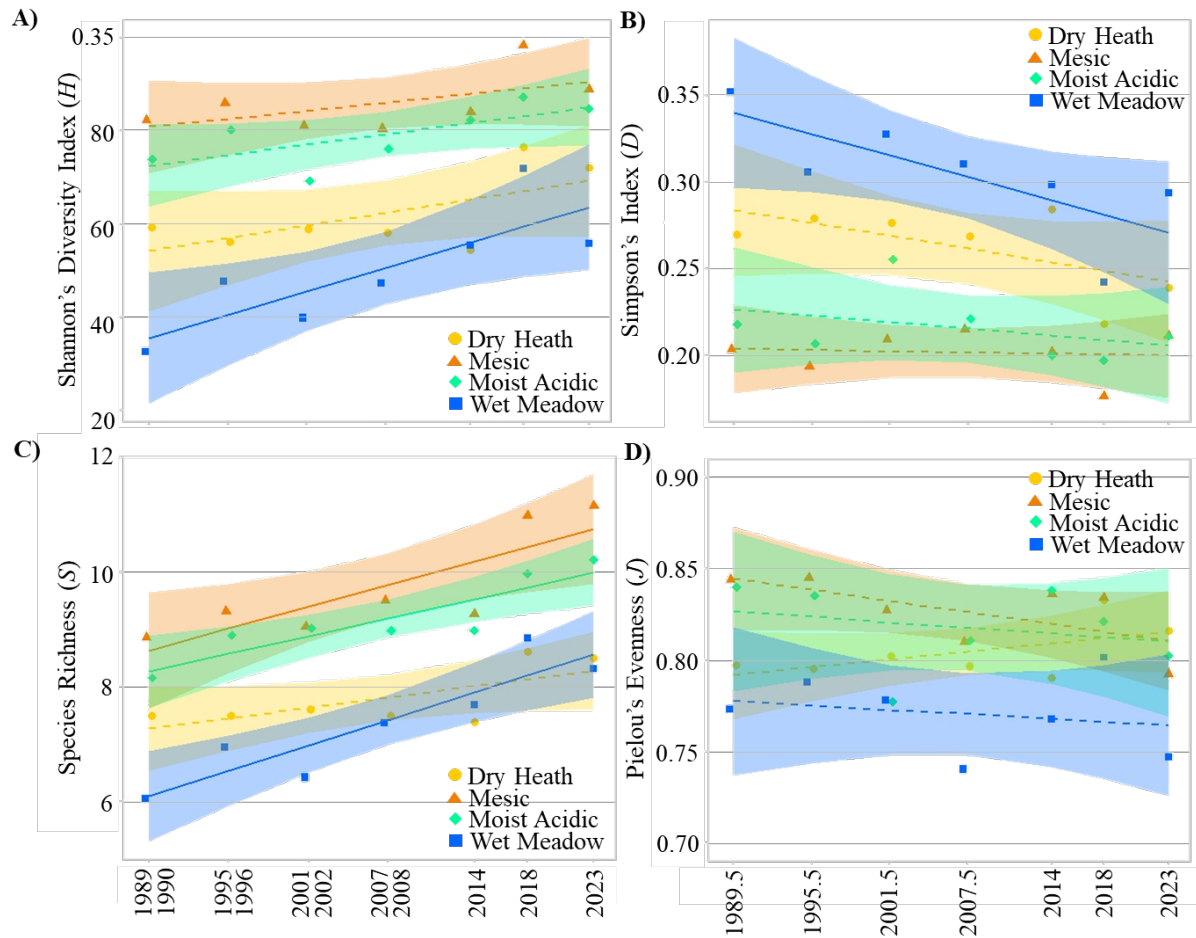 A)
Shannon's Diversity Index (H)
0.35
80
60
40
20
Dry Heath
Mesic
Moist Acidic
Wet Meadow
B)
Simpson's Index (D)
0.35
0.30
0.25
0.20
Dry Heath
Mesic
Moist Acidic
Wet Meadow
C)
Species Richness (S)
12
10
8
6
Dry Heath
Mesic
Moist Acidic
Wet Meadow
1989
1990
1995
1996
2001
2002
2007
2008
2014
2018
2023
D)
Pielou's Evenness (J)
0.90
0.85
0.80
0.75
0.70
Dry Heath
Mesic
Moist Acidic
Wet Meadow
1989.5
1995.5
2001.5
2007.5
2014
2018
2023